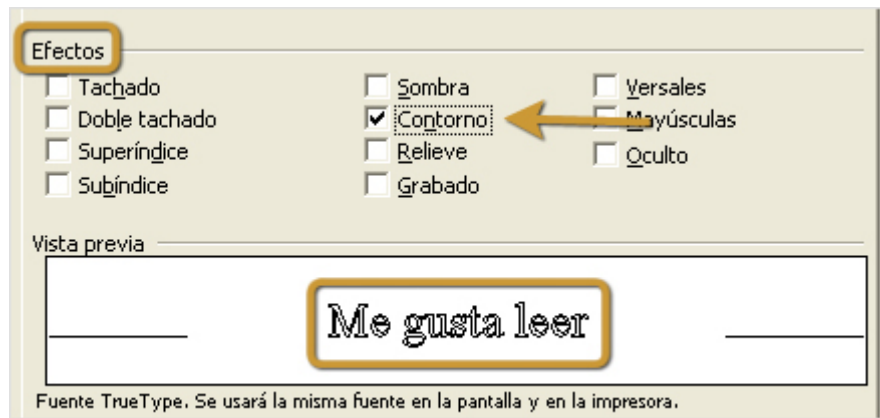 Efectos
Tachado Sombra Versales
Doble tachado Contorno Mayúsculas
Superíndice Relieve Oculto
Subíndice Grabado
Vista previa
Me gusta leer
Fuente TrueType. Se usará la misma fuente en la pantalla y en la impresora.